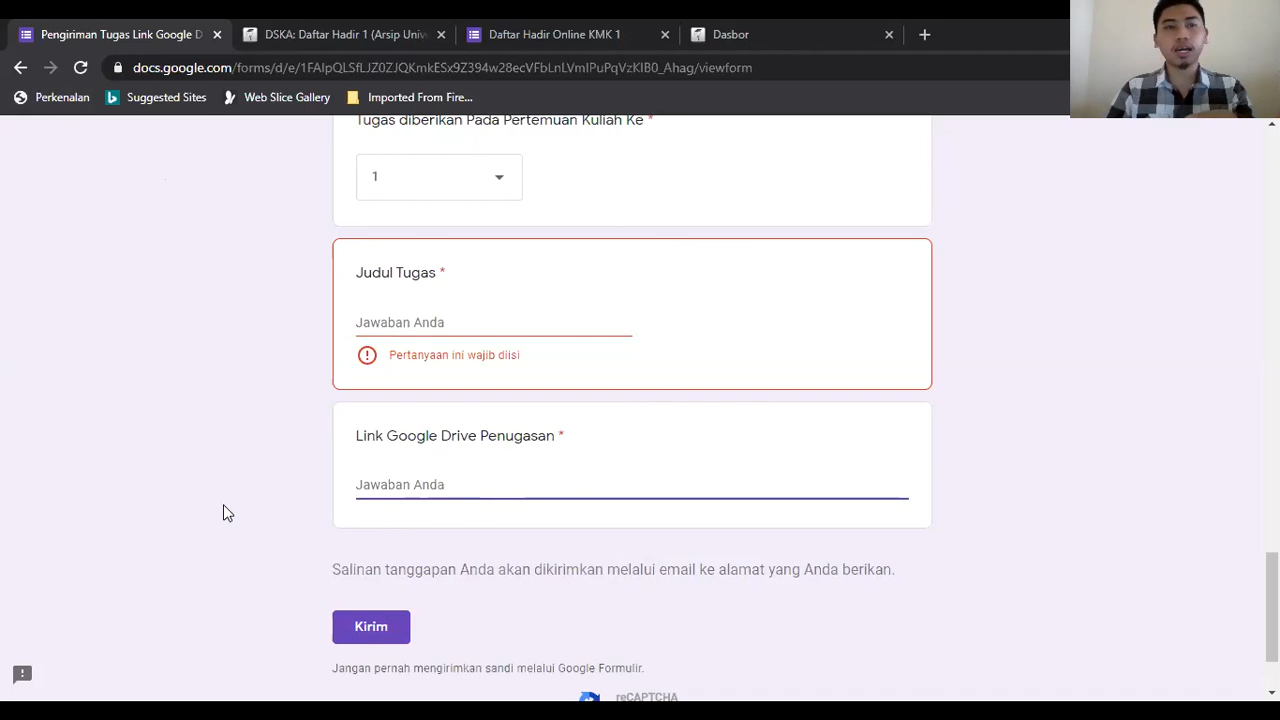 Pengiriman Tugas Link Google D
DSKA: Daftar Hadir 1 (Arsip Univ
Daftar Hadir Online KMK 1
Dasbor
docs.google.com/forms/d/e/1FAIpQLSfLJZ0ZJQKmkESx9Z394w28ecVFbLnLVmIPuPqVzKIB0_Ahag/viewform
Perkenalan
Suggested Sites
Web Slice Gallery
Imported From Fire...
Tugas diberikan Pada Pertemuan Kuliah Ke *
1
Judul Tugas *
Jawaban Anda
Pertanyaan ini wajib diisi
Link Google Drive Penugasan *
Jawaban Anda
Salinan tanggapan Anda akan dikirimkan melalui email ke alamat yang Anda berikan.
Kirim
Jangan pernah mengirimkan sandi melalui Google Formulir.
reCAPTCHA